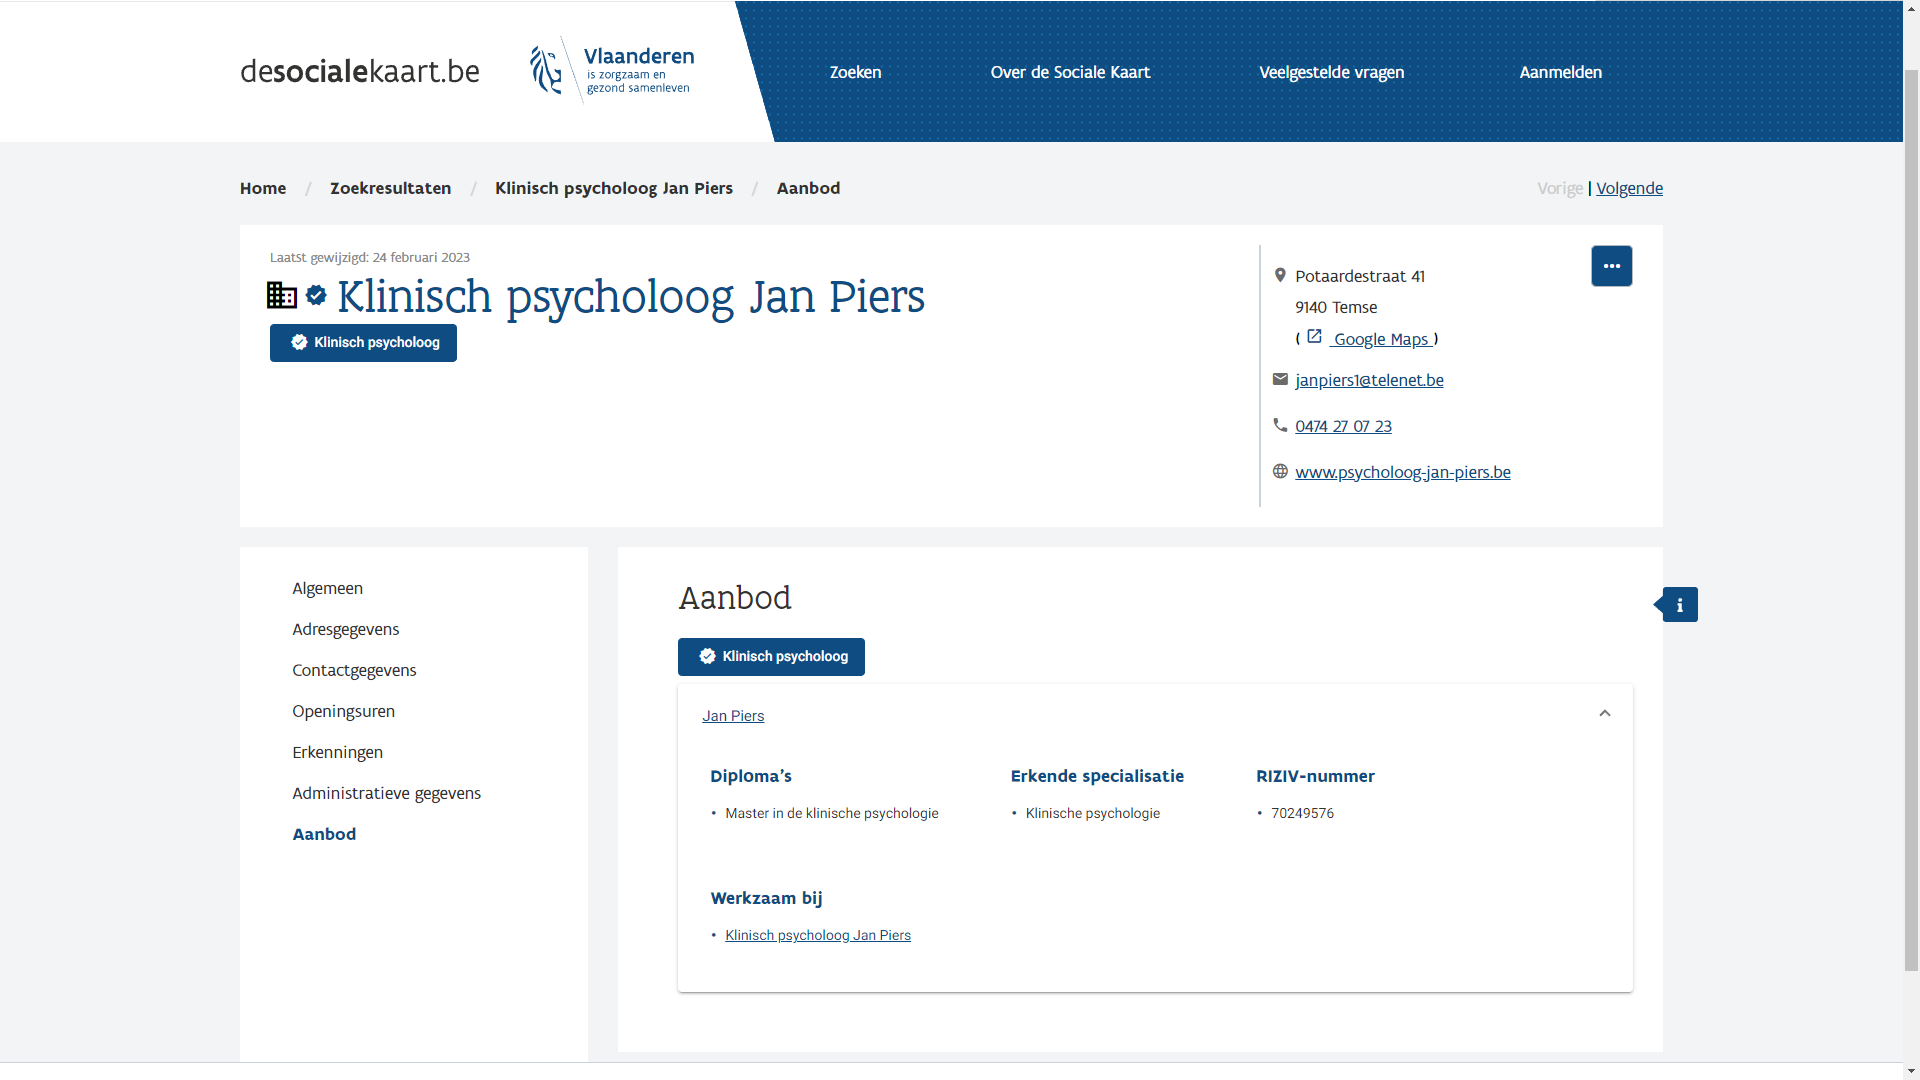 desocialekaart.be
Vlaanderen
is zorgzaam en
gezond samenleven
Zoeken
Over de Sociale Kaart
Veelgestelde vragen
Aanmelden
Home / Zoekresultaten / Klinisch psycholoog Jan Piers / Aanbod
Vorige | Volgende
Laatst gewijzigd: 24 februari 2023
Klinisch psycholoog Jan Piers
Klinisch psycholoog
Potaardestraat 41
9140 Temse
( Google Maps )
janpiers1@telenet.be
0474 27 07 23
www.psycholoog-jan-piers.be
Algemeen
Adresgegevens
Contactgegevens
Openingsuren
Erkenningen
Administratieve gegevens
Aanbod
Aanbod
Klinisch psycholoog
Jan Piers
Diploma's
• Master in de klinische psychologie
Erkende specialisatie
• Klinische psychologie
RIZIV-nummer
• 70249576
Werkzaam bij
• Klinisch psycholoog Jan Piers